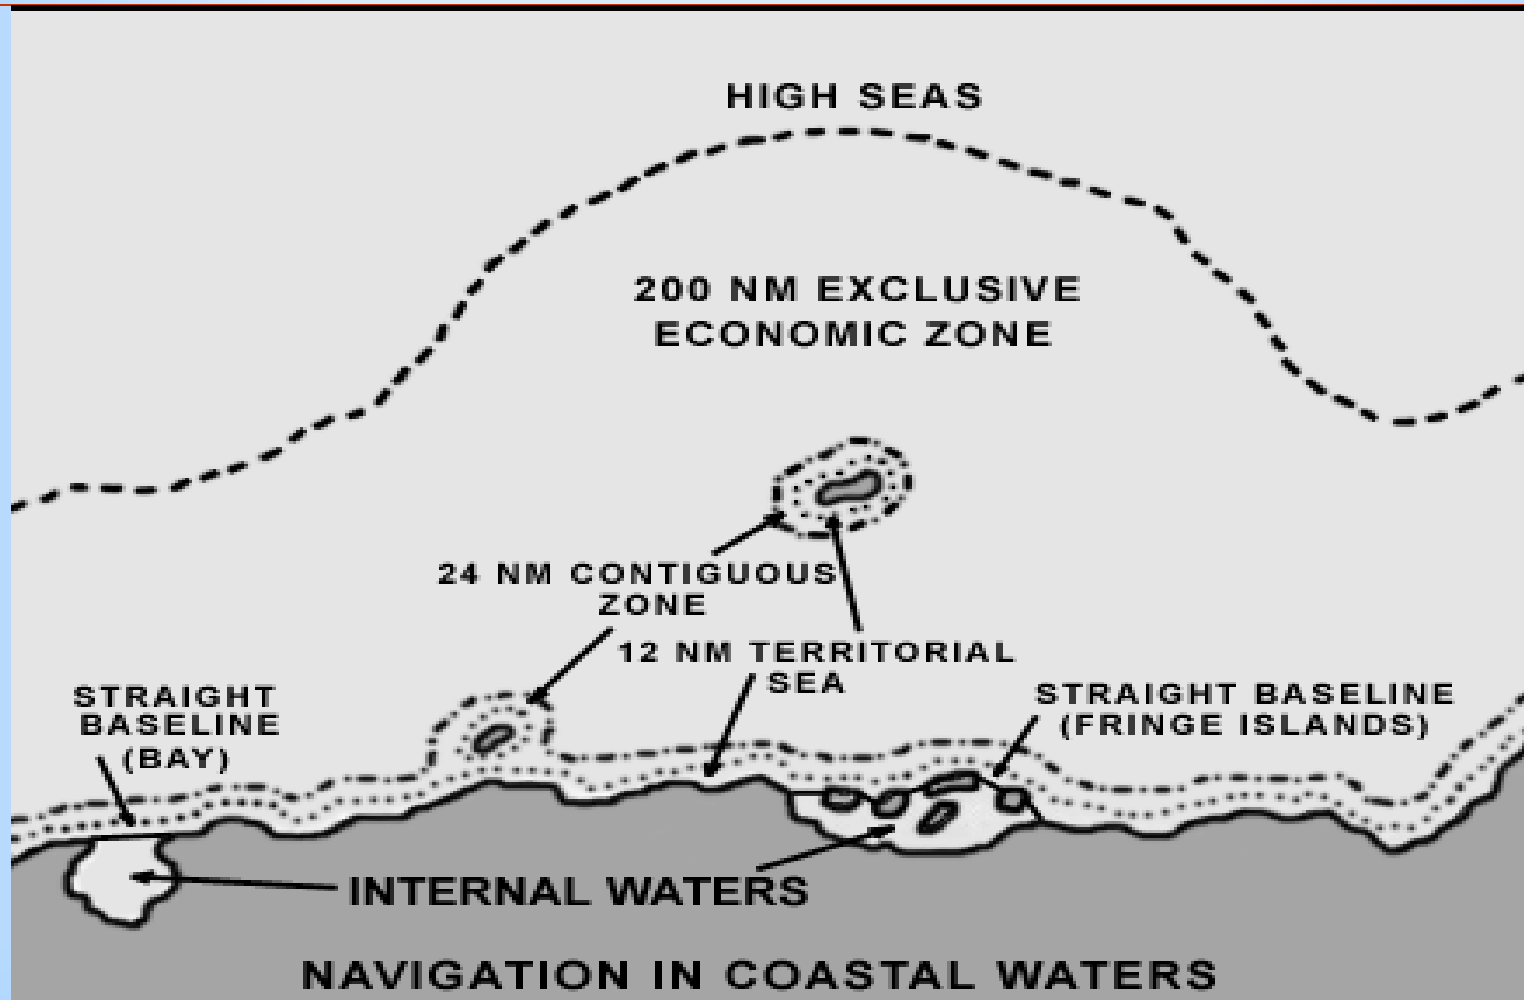 HIGH SEAS
200 NM EXCLUSIVE
ECONOMIC ZONE
24 NM CONTIGUOUS
ZONE
12 NM TERRITORIAL
SEA
STRAIGHT
BASELINE
(BAY)
STRAIGHT BASELINE
(FRINGE ISLANDS)
INTERNAL WATERS
NAVIGATION IN COASTAL WATERS